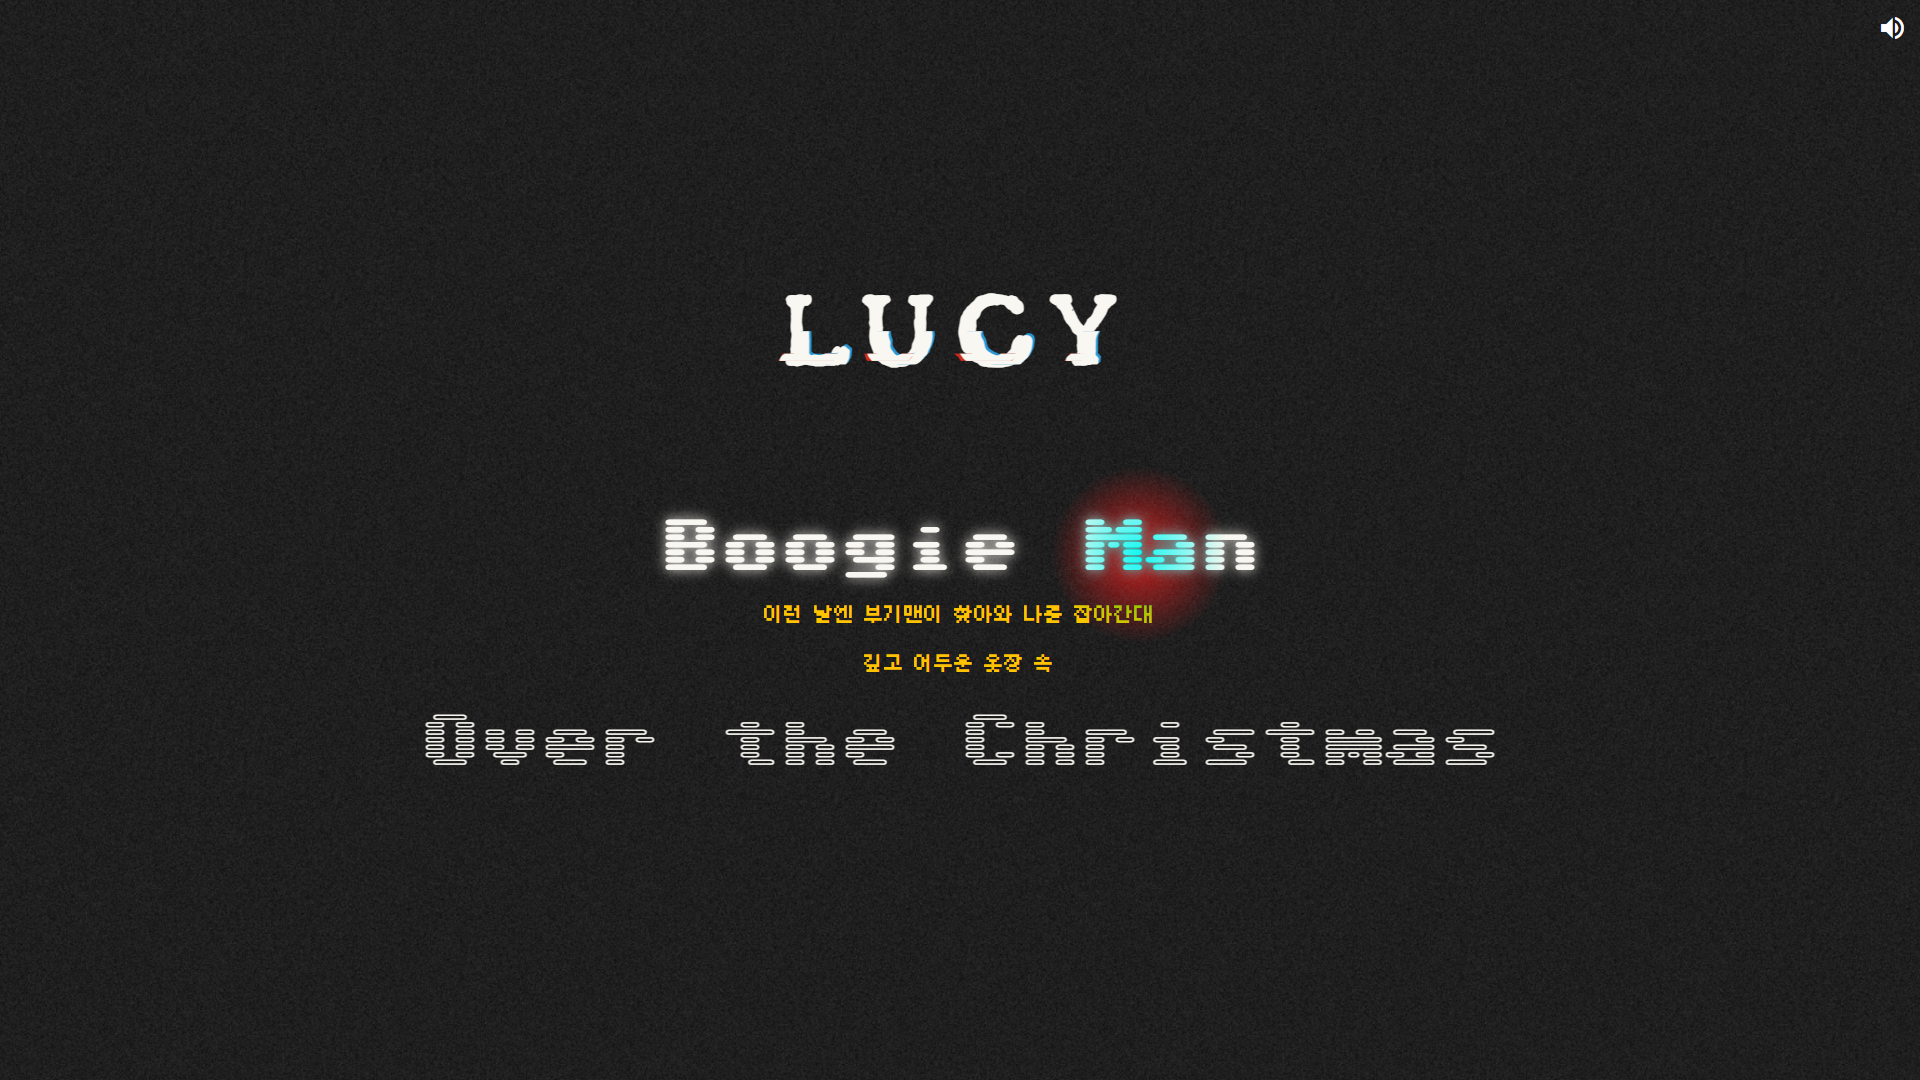 LUCY
Boogie Man
이런 날엔 부기맨이 찾아와 나를 잡아간대
깊고 어두운 옷장 속
Over the Christmas